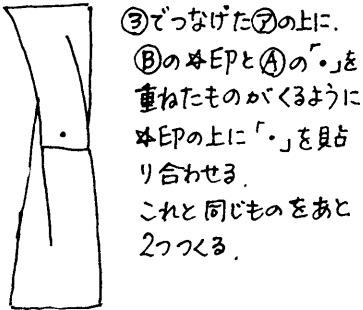 ③でつなげた㋐の上に、
Ⓑの☆印とⒶの「・」を
重ねたものがくるように
☆印の上に「・」を貼
り合わせる。
これと同じものをあと
2つつくる。